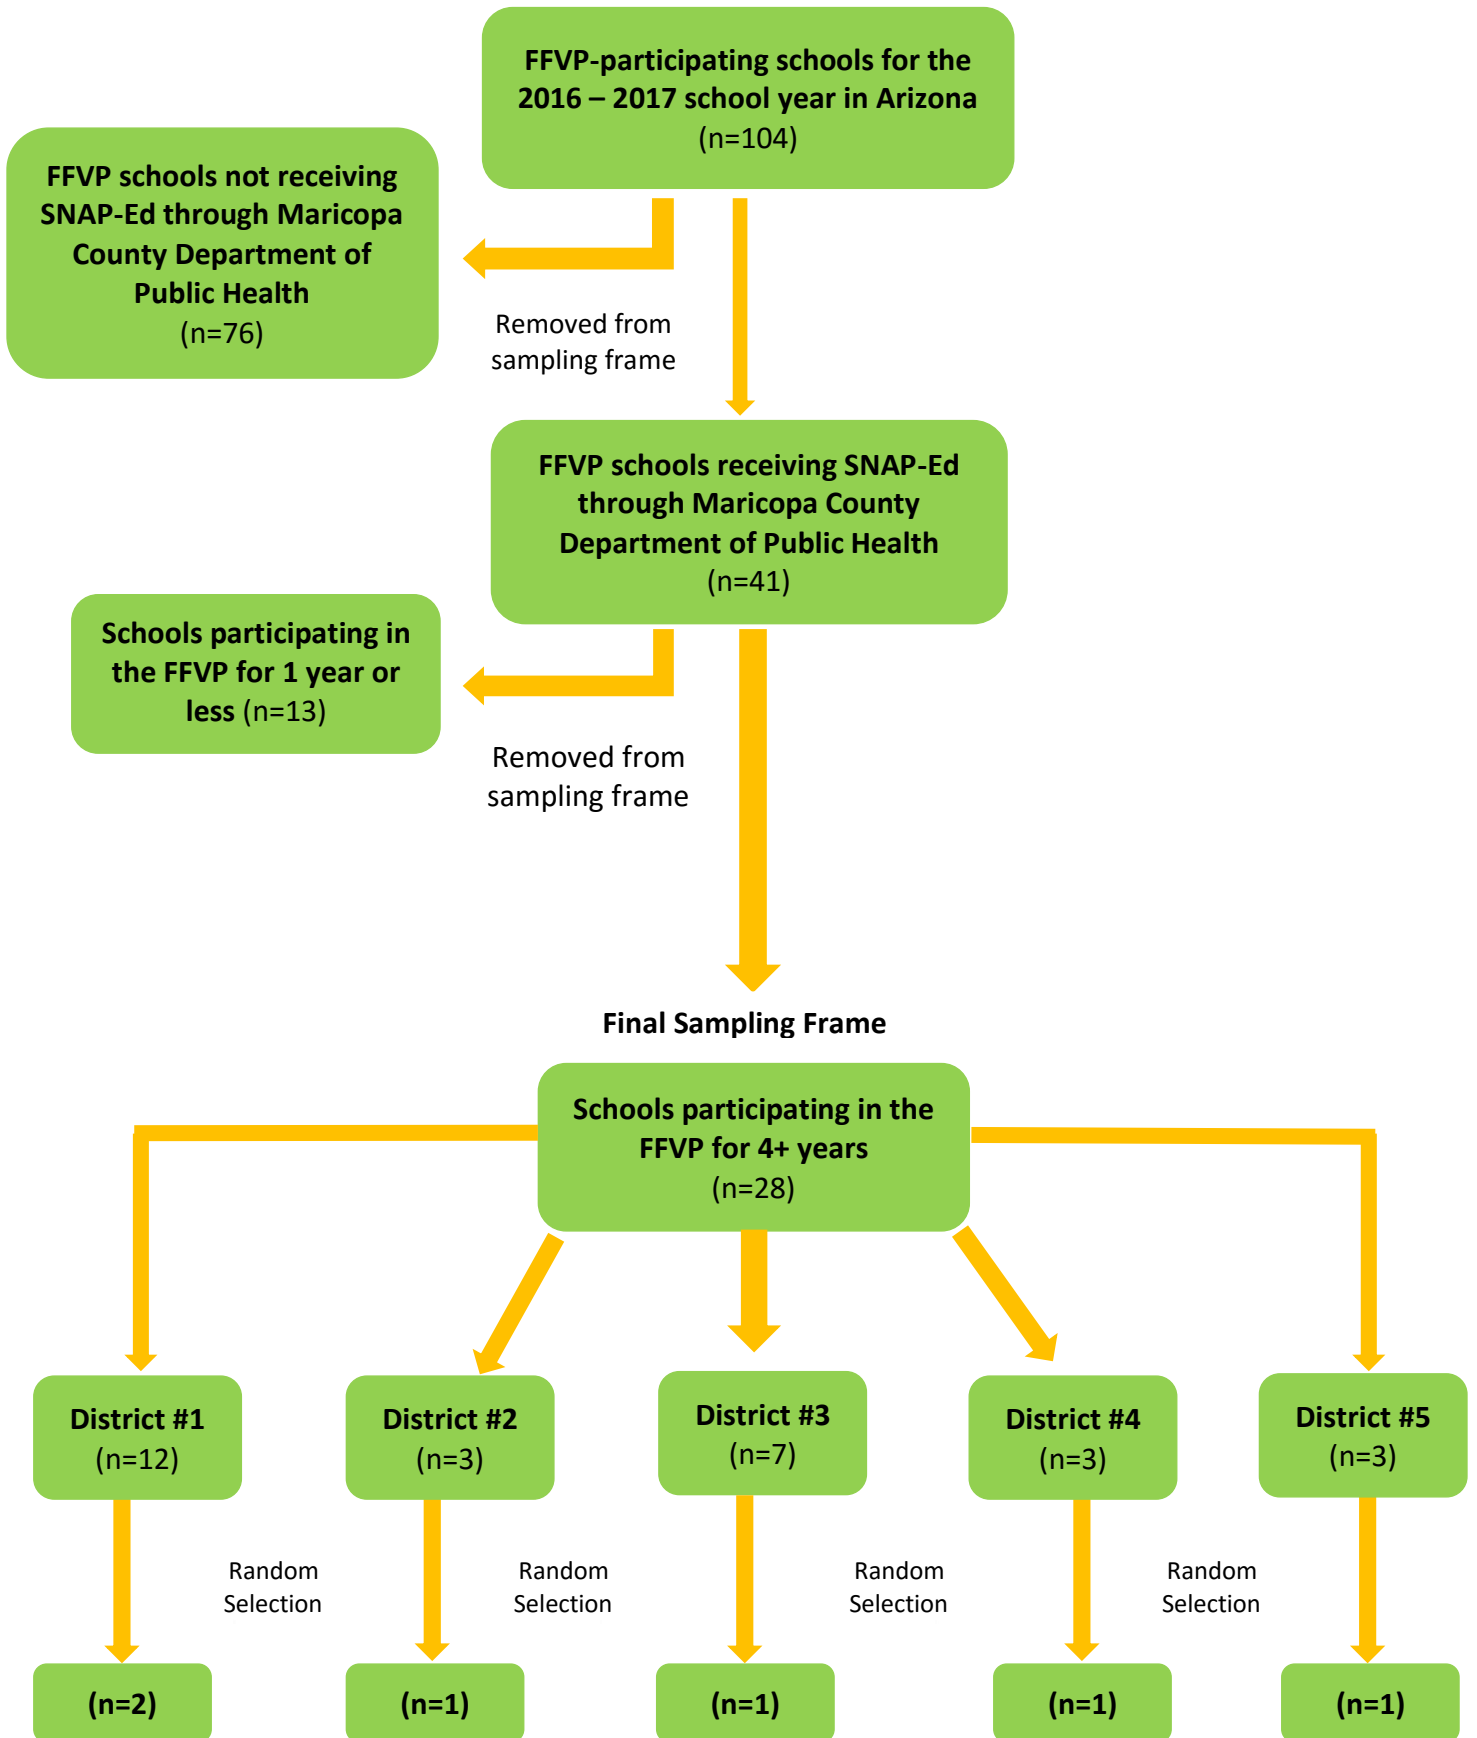 FFVP-participating schools for the
2016 – 2017 school year in Arizona
(n=104)
FFVP schools not receiving
SNAP-Ed through Maricopa
County Department of
Public Health
(n=76)
Removed from
sampling frame
FFVP schools receiving SNAP-Ed
through Maricopa County
Department of Public Health
(n=41)
Schools participating in
the FFVP for 1 year or
less (n=13)
Removed from
sampling frame
Final Sampling Frame
Schools participating in the
FFVP for 4+ years
(n=28)
District #1
(n=12)
District #2
(n=3)
District #3
(n=7)
District #4
(n=3)
District #5
(n=3)
Random
Selection
Random
Selection
Random
Selection
Random
Selection
(n=2)
(n=1)
(n=1)
(n=1)
(n=1)